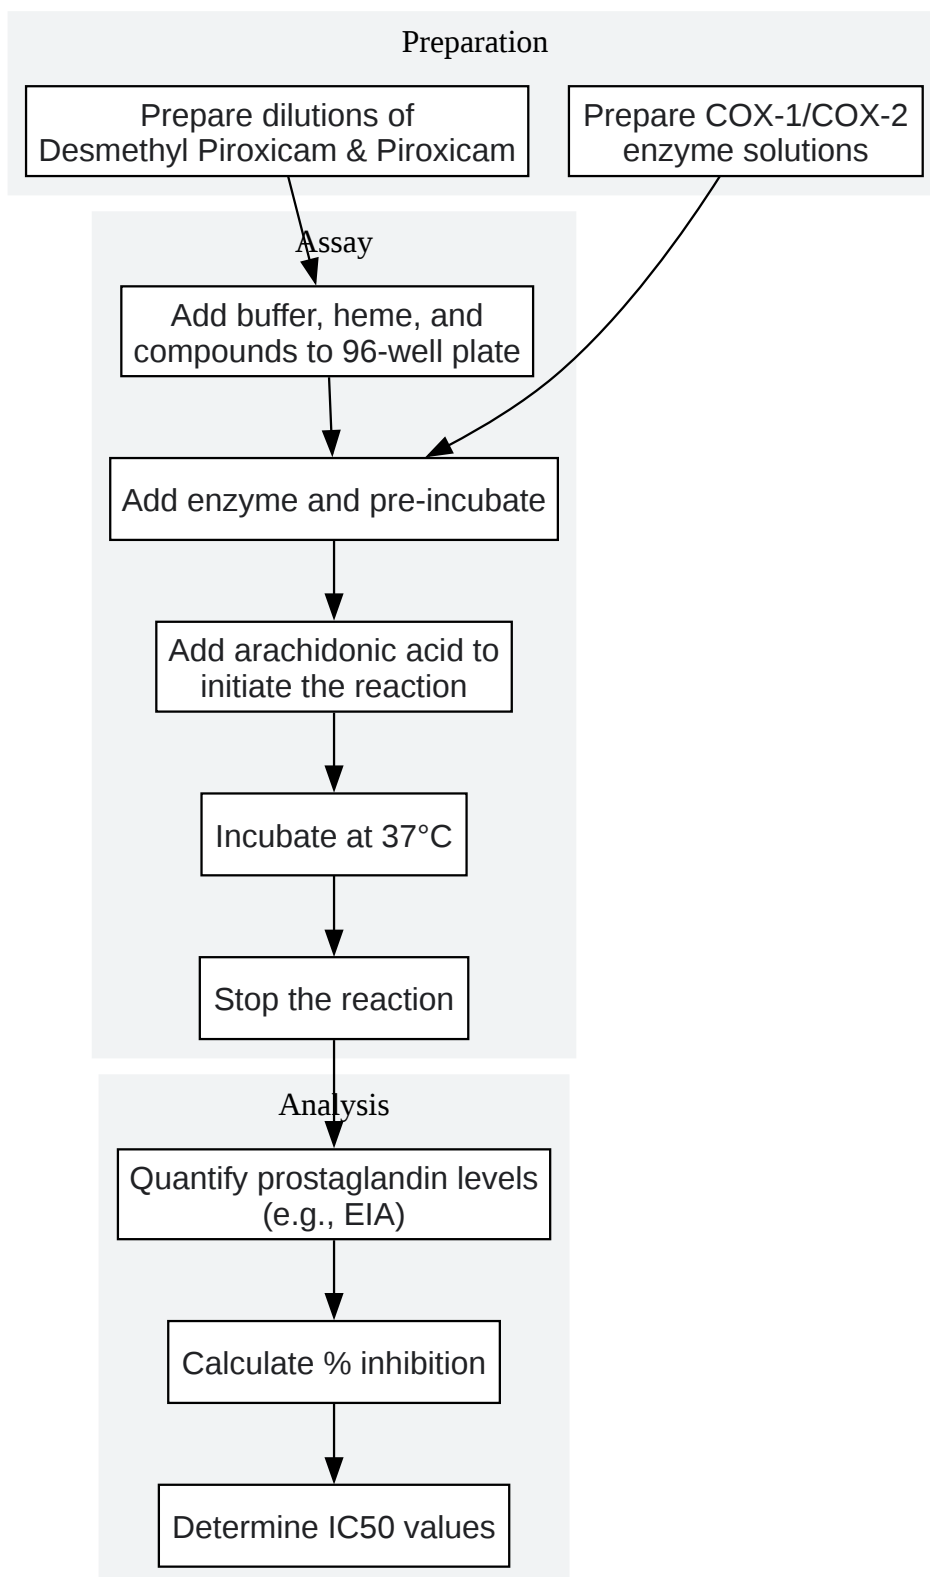 Preparation
Prepare dilutions of
Desmethyl Piroxicam & Piroxicam
Prepare COX-1/COX-2
enzyme solutions
Assay
Add buffer, heme, and
compounds to 96-well plate
Add enzyme and pre-incubate
Add arachidonic acid to
initiate the reaction
Incubate at 37°C
Stop the reaction
Analysis
Quantify prostaglandin levels
(e.g., EIA)
Calculate % inhibition
Determine IC50 values